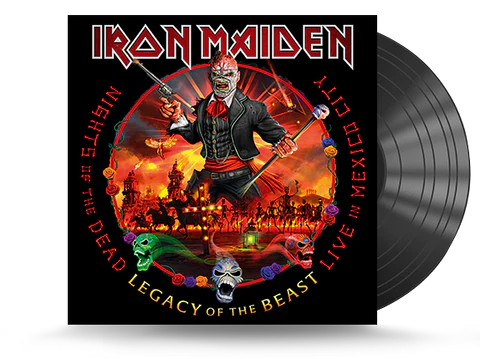 IRON MAIDEN
NIGHTS OF THE DEAD
LEGACY OF THE BEAST
LIVE IN MEXICO CITY